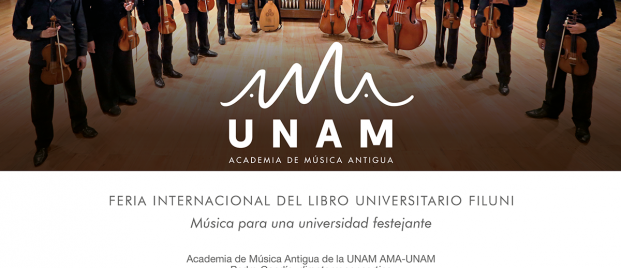 AMA
UNAM
ACADEMIA DE MÚSICA ANTIGUA
FERIA INTERNACIONAL DEL LIBRO UNIVERSITARIO FILUNI
Música para una universidad festejante
Academia de Música Antigua de la UNAM AMA-UNAM